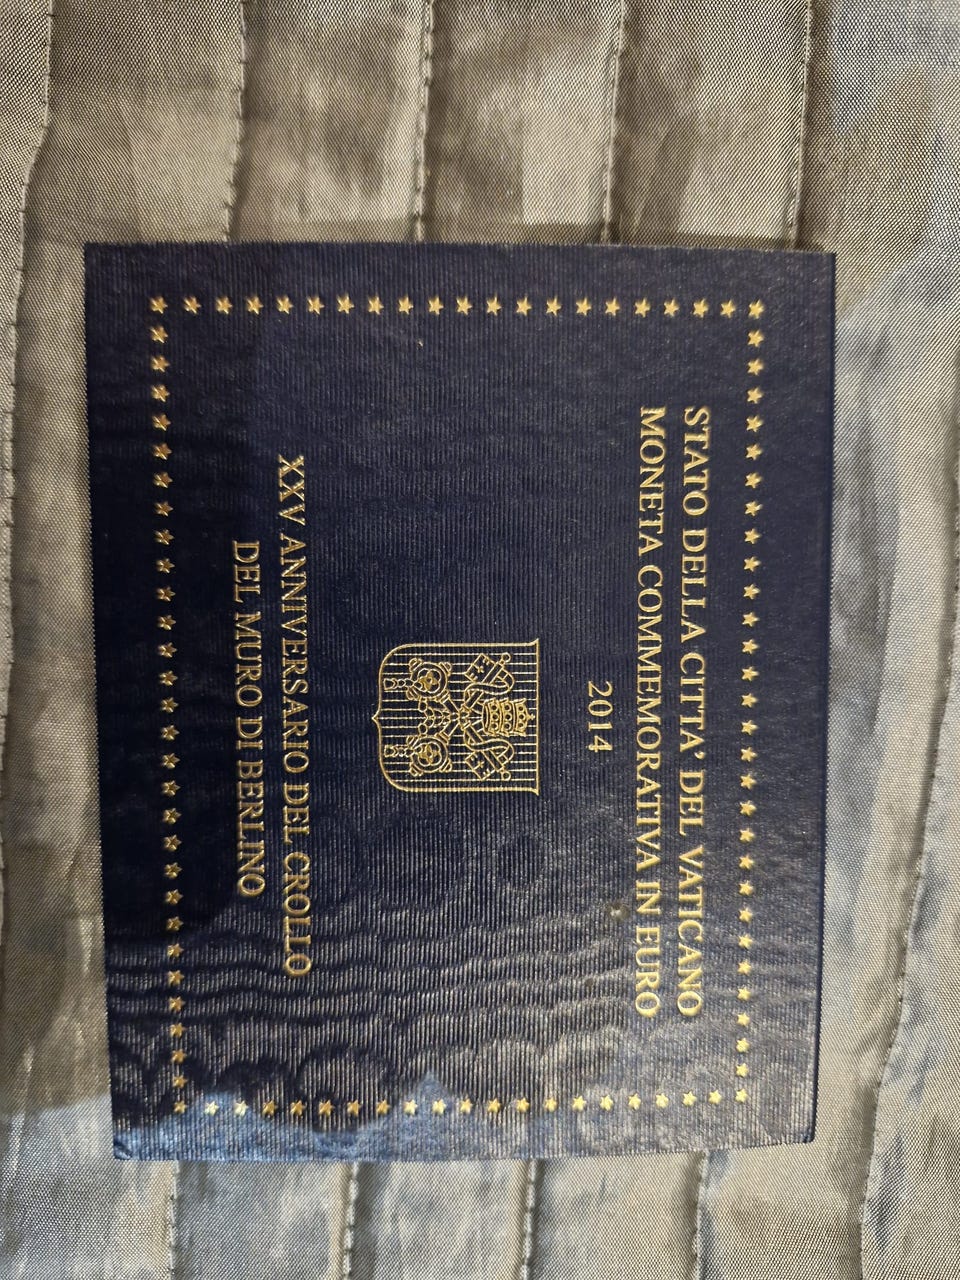 STATO DELLA CITTA' DEL VATICANO
MONETA COMMEMORATIVA IN EURO
2014
XXV ANNIVERSARIO DEL CROLLO
DEL MURO DI BERLINO